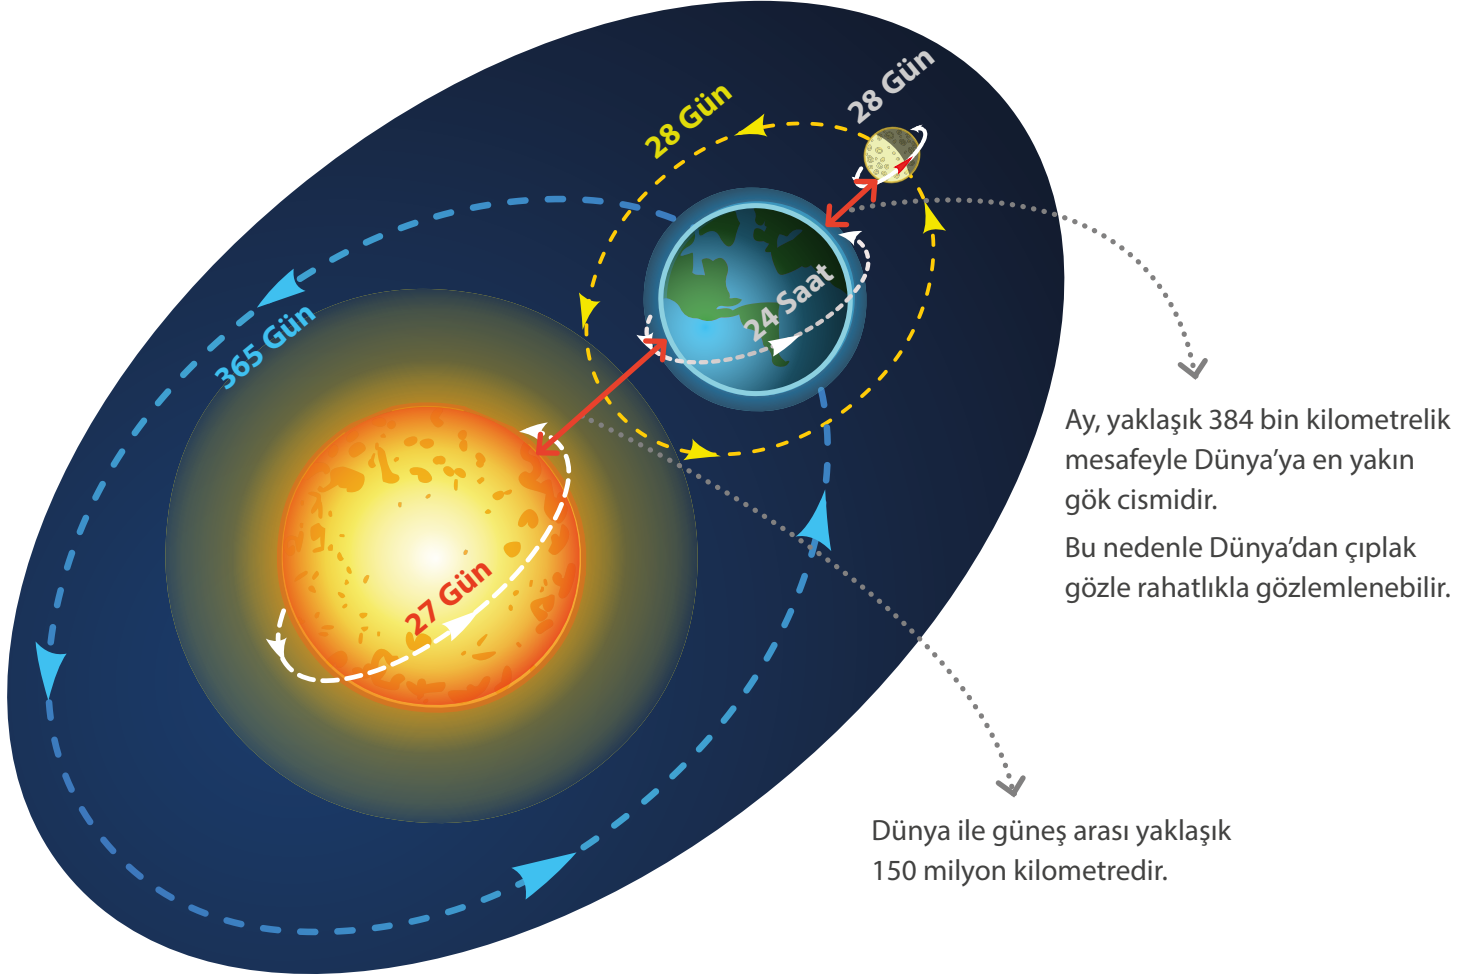 28 Gün
28 Gün
24 Saat
365 Gün
27 Gün
Ay, yaklaşık 384 bin kilometrelik
mesafeyle Dünya’ya en yakın
gök cismidir.
Bu nedenle Dünya’dan çıplak
gözle rahatlıkla gözlemlenebilir.
Dünya ile güneş arası yaklaşık
150 milyon kilometredir.